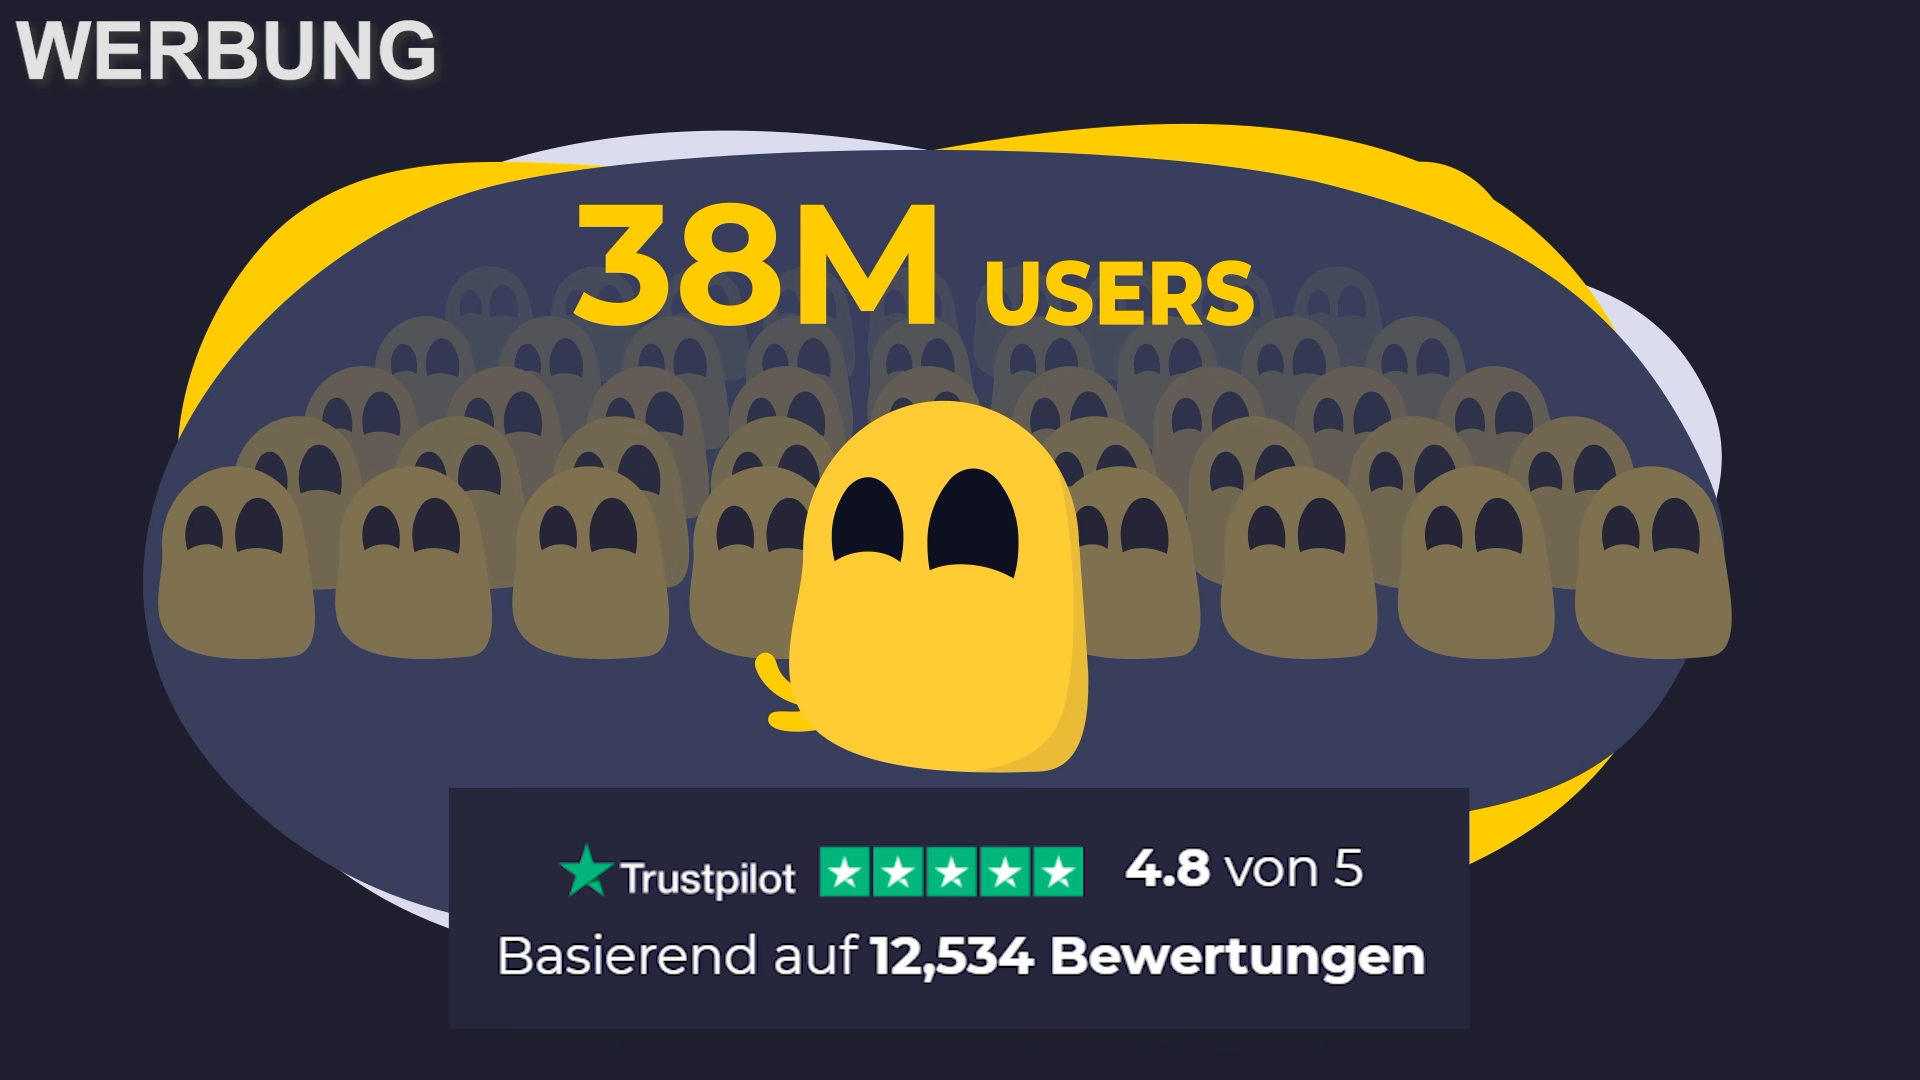 WERBUNG
38M USERS
Trustpilot 4.8 von 5
Basierend auf 12,534 Bewertungen